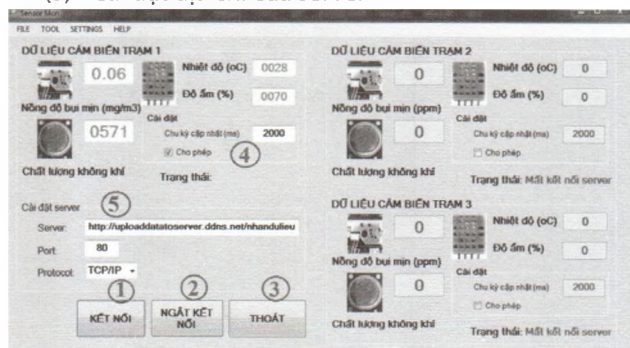 Sensor Mon
FILE TOOL SETTINGS HELP
DỮ LIỆU CẢM BIẾN TRẠM 1
0.06
Nhiệt độ (oC) 0028
Độ ẩm (%) 0070
Nồng độ bụi mịn (mg/m3)
0571
Cài đặt
Chu kỳ cập nhật (ms) 2000
Cho phép 4
Chất lượng không khí
Trạng thái:
Cài đặt server 5
Server: http://uploaddatatoserver.ddns.net/nhandulieu
Port: 80
Protocol: TCP/IP
1 2 3
KẾT NỐI
NGẮT KẾT NỐI
THOÁT
DỮ LIỆU CẢM BIẾN TRẠM 2
0
Nhiệt độ (oC) 0
Độ ẩm (%) 0
Nồng độ bụi mịn (ppm)
0
Cài đặt
Chu kỳ cập nhật (ms) 2000
Cho phép
Chất lượng không khí
Trạng thái: Mất kết nối server
DỮ LIỆU CẢM BIẾN TRẠM 3
0
Nhiệt độ (oC) 0
Độ ẩm (%) 0
Nồng độ bụi mịn (ppm)
0
Cài đặt
Chu kỳ cập nhật (ms) 2000
Cho phép
Chất lượng không khí
Trạng thái: Mất kết nối server